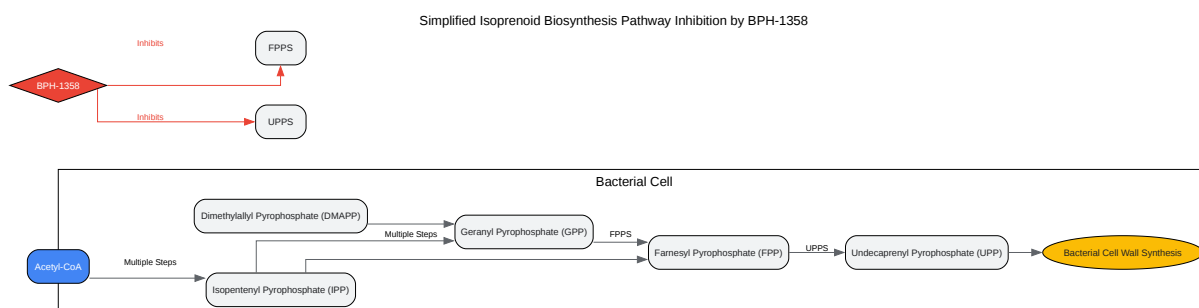 Simplified Isoprenoid Biosynthesis Pathway Inhibition by BPH-1358
Inhibits
FPPS
BPH-1358
Inhibits
UPPS
Bacterial Cell
Dimethylallyl Pyrophosphate (DMAPP)
Multiple Steps
Geranyl Pyrophosphate (GPP)
FPPS
Acetyl-CoA
Multiple Steps
Isopentenyl Pyrophosphate (IPP)
Farnesyl Pyrophosphate (FPP)
UPPS
Undecaprenyl Pyrophosphate (UPP)
Bacterial Cell Wall Synthesis